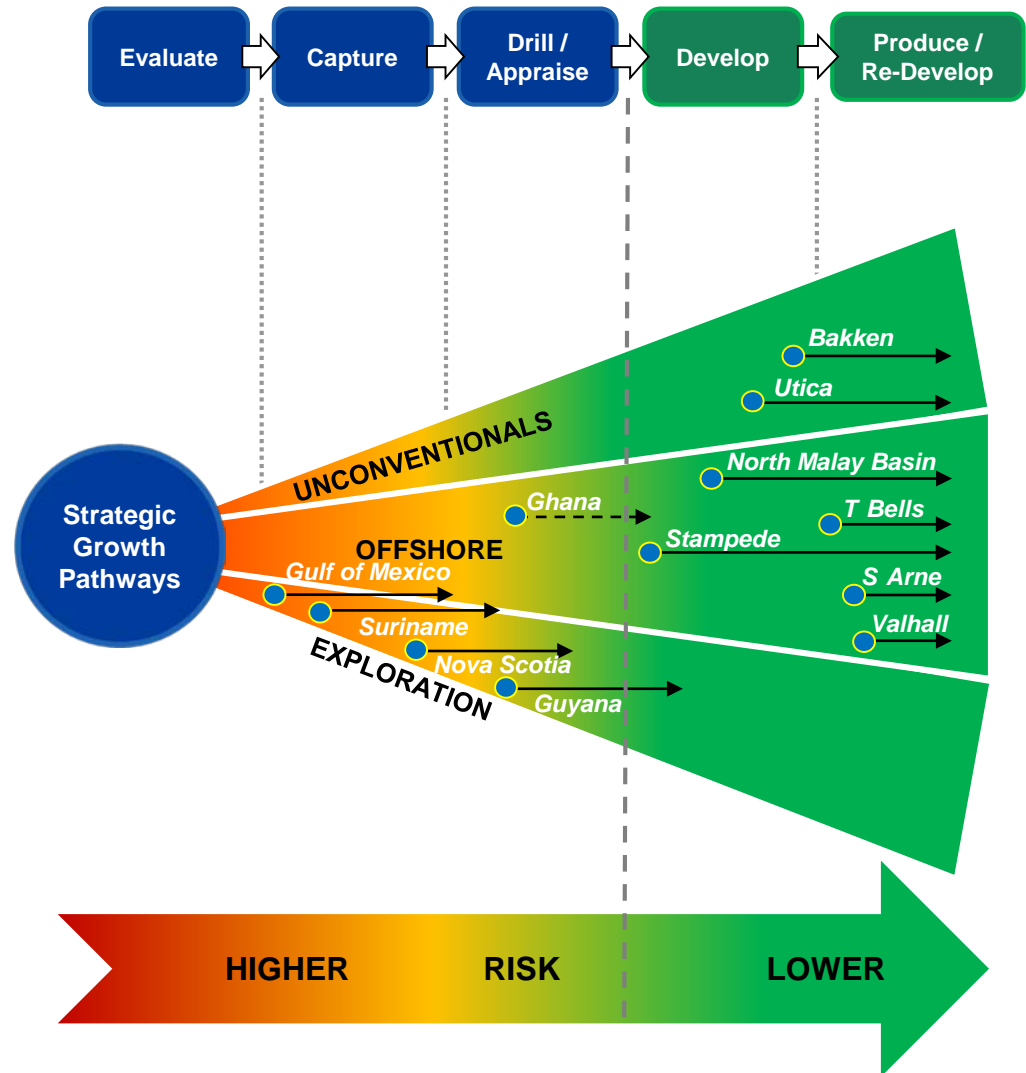 Evaluate
Capture
Drill /
Appraise
Develop
Produce /
Re-Develop
Bakken
Utica
UNCONVENTIONALS
North Malay Basin
Ghana
T Bells
Strategic
Growth
Pathways
OFFSHORE
Stampede
Gulf of Mexico
S Arne
Suriname
Valhall
EXPLORATION
Nova Scotia
Guyana
HIGHER
RISK
LOWER